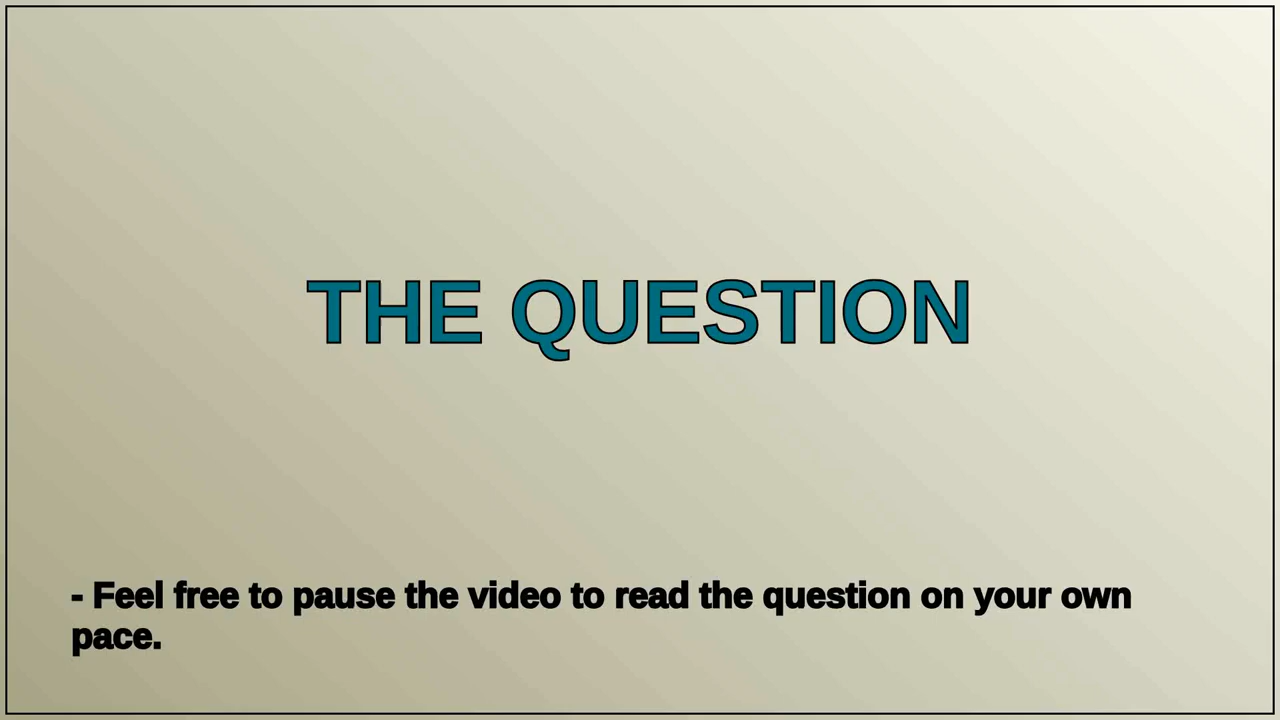 THE QUESTION
- Feel free to pause the video to read the question on your own
pace.